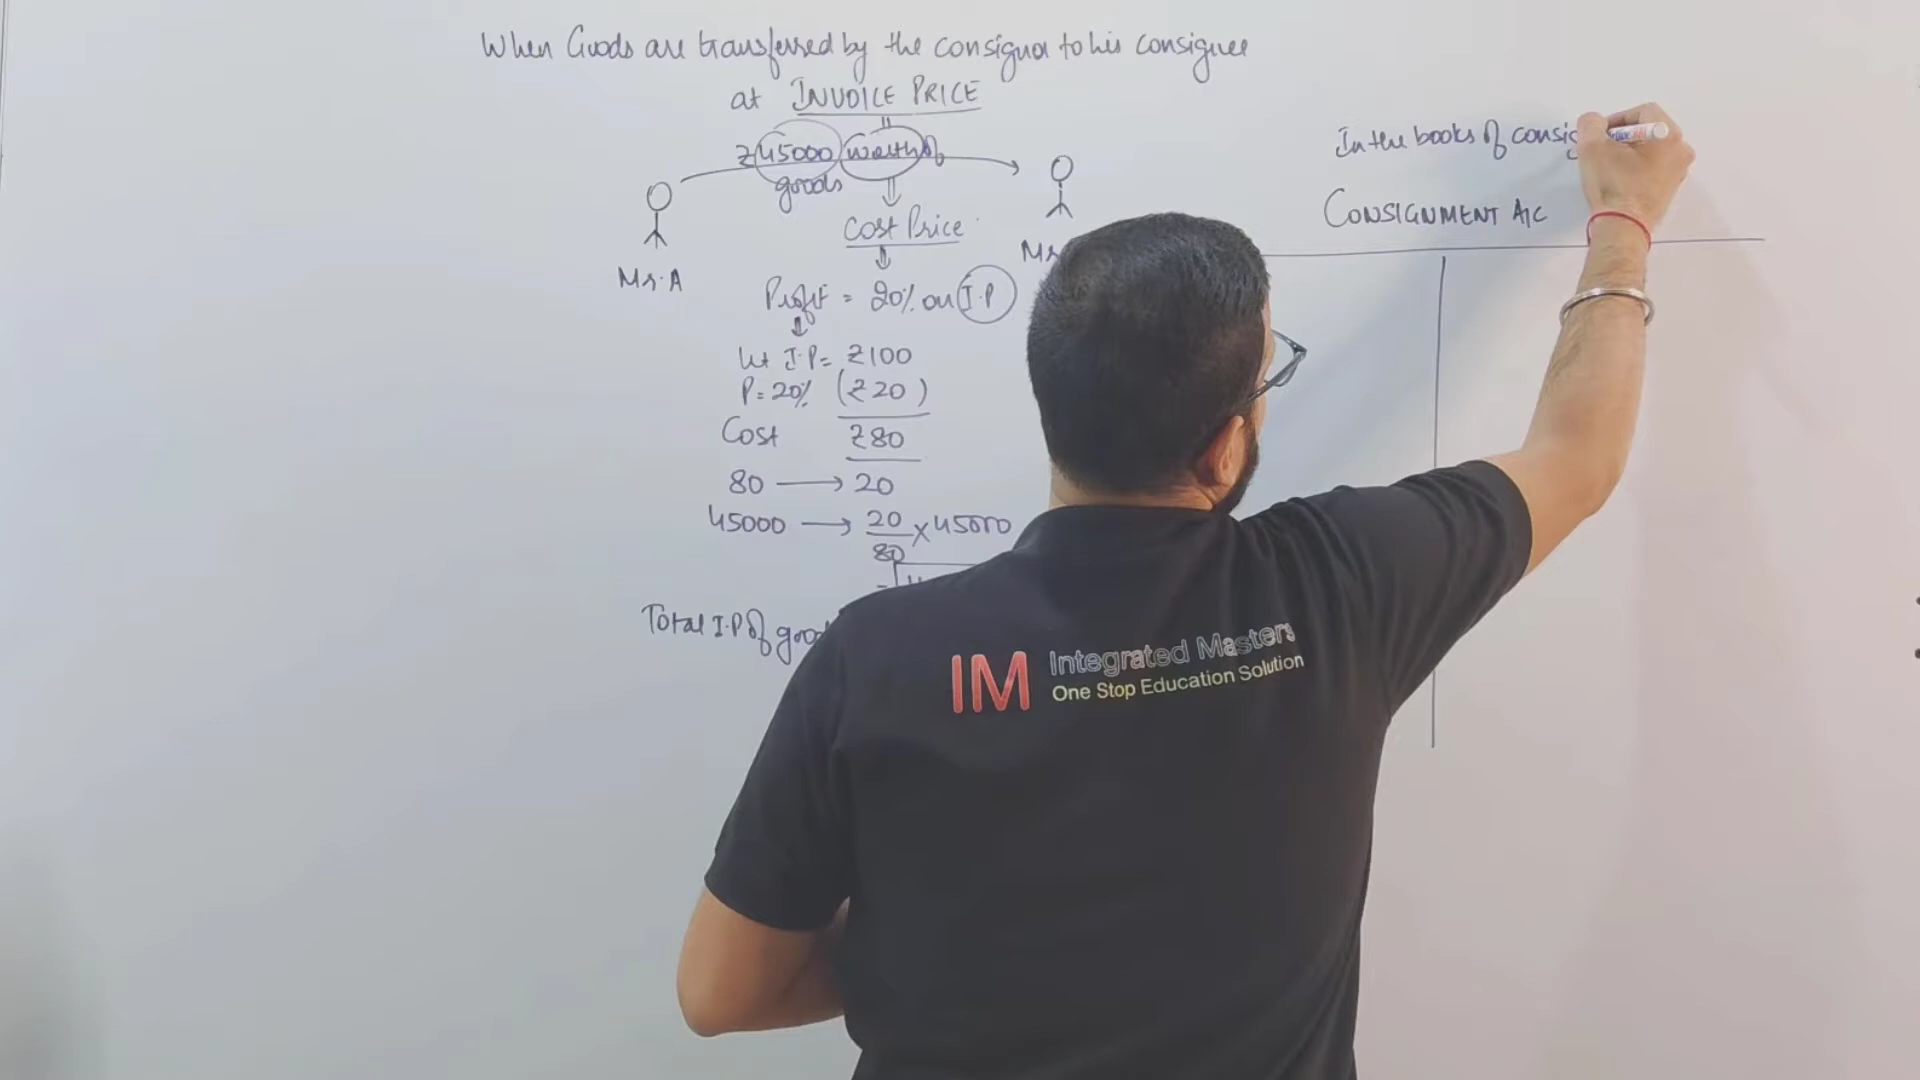 When Goods are transferred by the consignor to his consignee
at INVOICE PRICE
₹45000 worth of
goods
Cost Price
Mr. A
Mr
Profit = 20% on I.P
let I.P = ₹100
P = 20% (₹20)
Cost ₹80
80 → 20
45000 → 20/80 × 45000
Total I.P of good
In the books of consig
CONSIGNMENT A/C
IM Integrated Masters
One Stop Education Solution